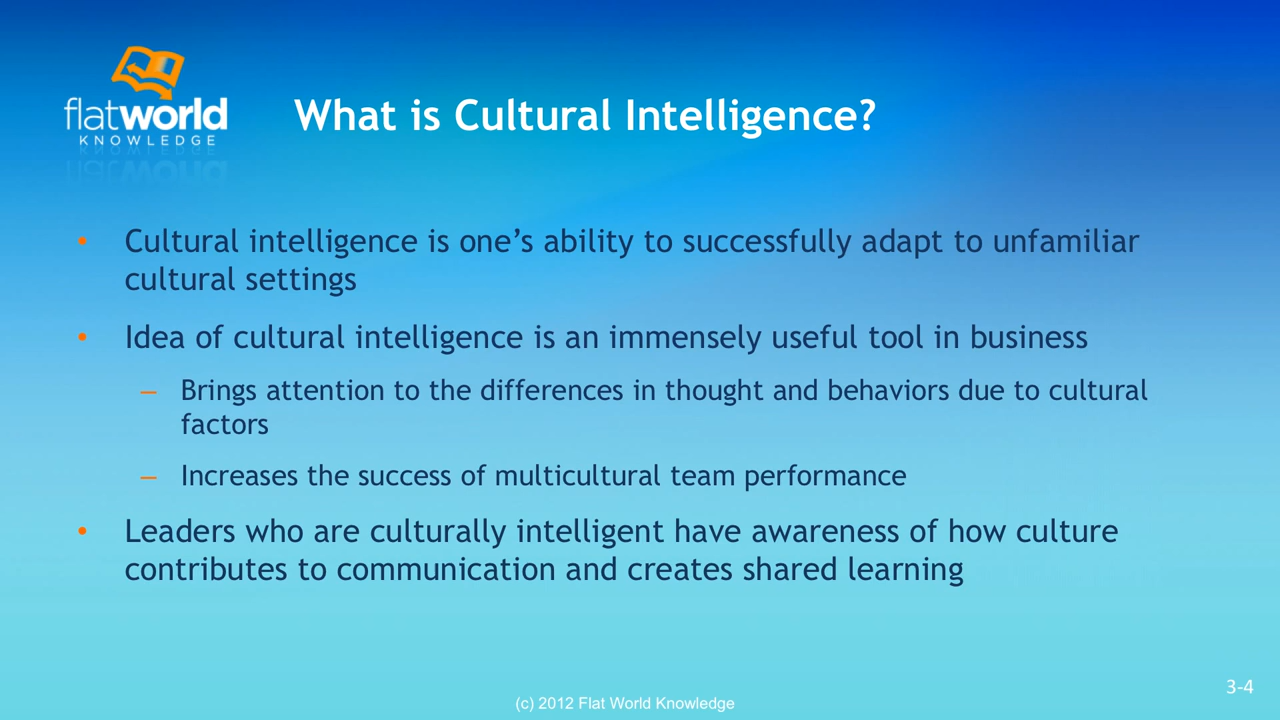 flatworld
KNOWLEDGE
What is Cultural Intelligence?
• Cultural intelligence is one’s ability to successfully adapt to unfamiliar
cultural settings
• Idea of cultural intelligence is an immensely useful tool in business
– Brings attention to the differences in thought and behaviors due to cultural
factors
– Increases the success of multicultural team performance
• Leaders who are culturally intelligent have awareness of how culture
contributes to communication and creates shared learning
3-4
(c) 2012 Flat World Knowledge